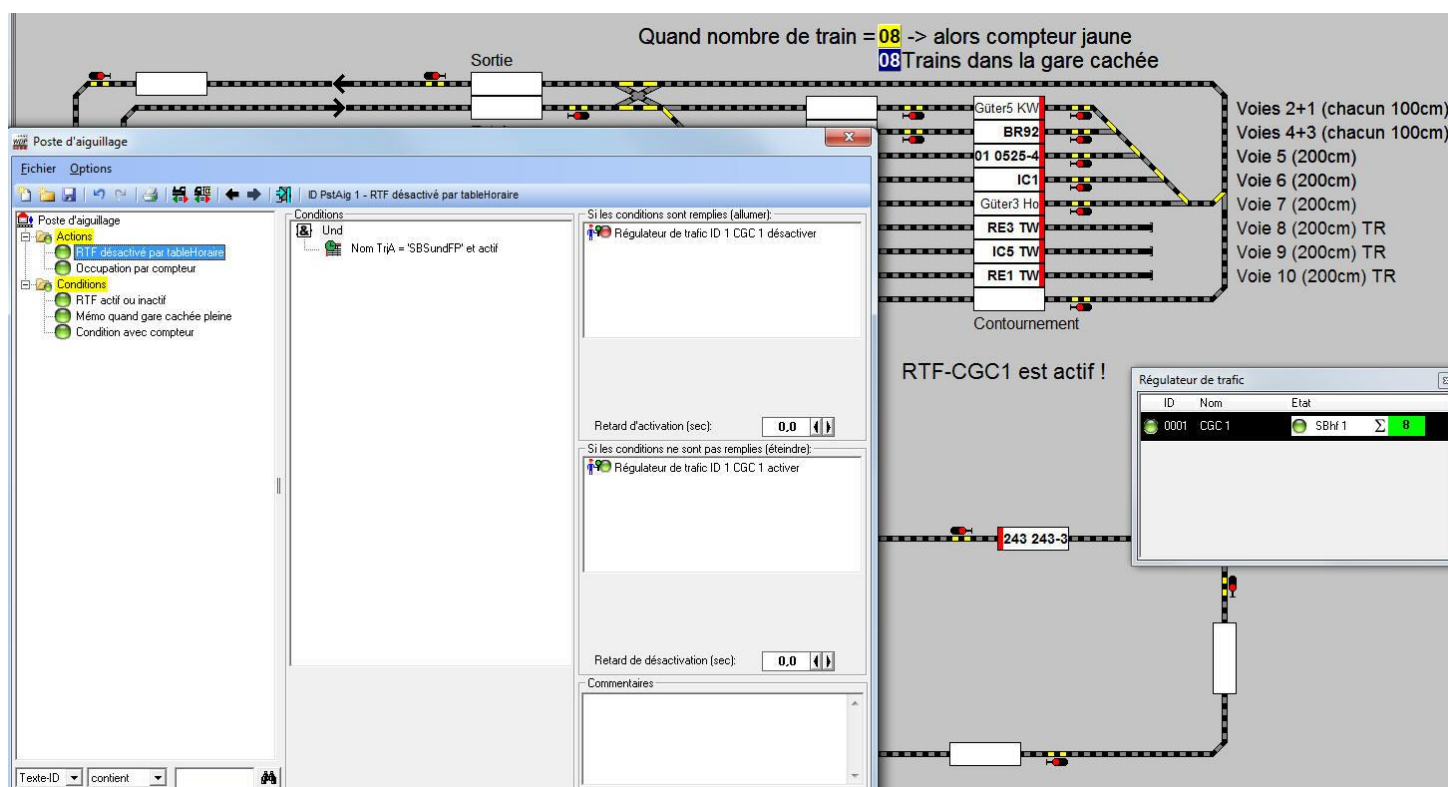 Quand nombre de train = 08 -> alors compteur jaune
08 Trains dans la gare cachée
Sortie
Güter5 KW
BR92
01 0525-4
IC1
Güter3 Ho
RE3 TW
IC5 TW
RE1 TW
Contournement
Voies 2+1 (chacun 100cm)
Voies 4+3 (chacun 100cm)
Voie 5 (200cm)
Voie 6 (200cm)
Voie 7 (200cm)
Voie 8 (200cm) TR
Voie 9 (200cm) TR
Voie 10 (200cm) TR
RTF-CGC1 est actif !
Poste d'aiguillage
Fichier Options
ID PstAig 1 - RTF désactivé par tableHoraire
Poste d'aiguillage
Actions
RTF désactivé par tableHoraire
Occupation par compteur
Conditions
RTF actif ou inactif
Mémo quand gare cachée pleine
Condition avec compteur
Texte-ID contient
Conditions
& Und
Nom TrjA = 'SBSundFP' et actif
Si les conditions sont remplies (allumer):
Régulateur de trafic ID 1 CGC 1 désactiver
Retard d'activation (sec): 0,0
Si les conditions ne sont pas remplies (éteindre):
Régulateur de trafic ID 1 CGC 1 activer
Retard de désactivation (sec): 0,0
Commentaires
Régulateur de trafic
ID Nom Etat
0001 CGC 1 SBhf 1 Σ 8
243 243-3